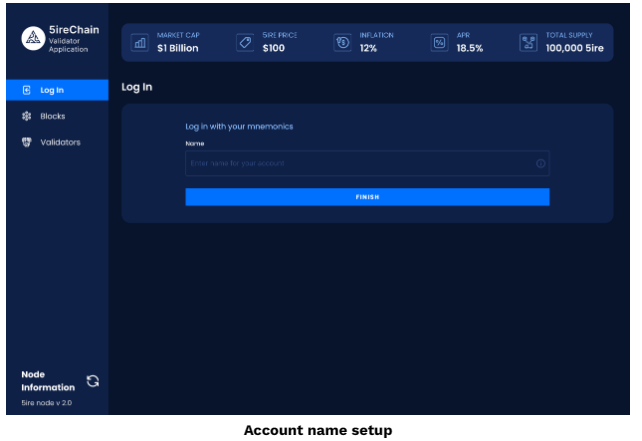 5ireChain
Validator
Application
MARKET CAP
$1 Billion
5IRE PRICE
$100
INFLATION
12%
APR
18.5%
TOTAL SUPPLY
100,000 5ire
Log In
Blocks
Validators
Log In
Log in with your mnemonics
Name
Enter name for your account
FINISH
Node
Information
5ire node v 2.0
Account name setup